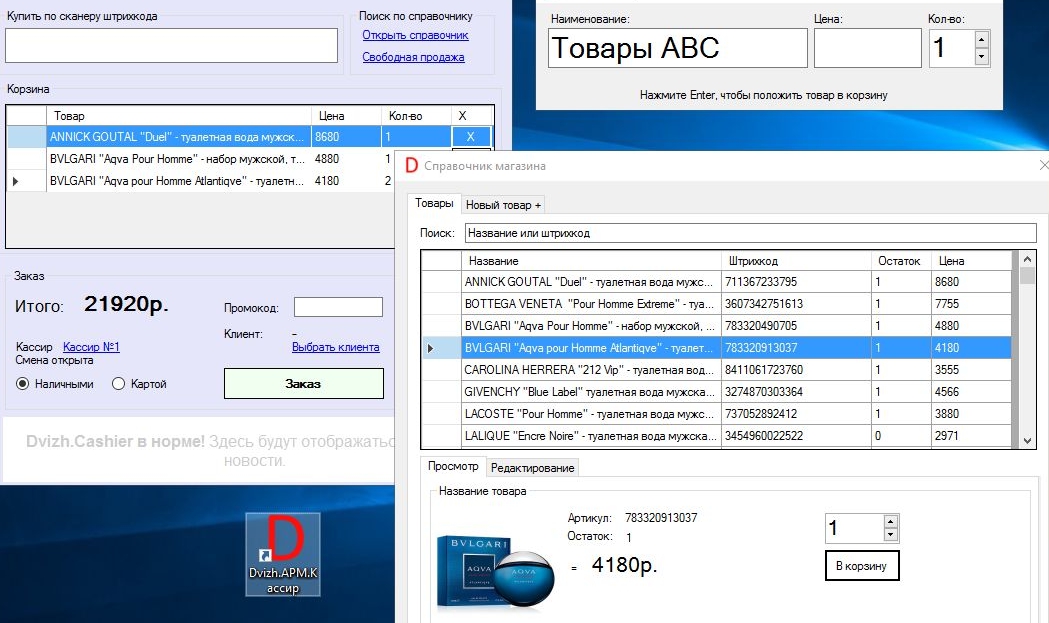 Купить по сканеру штрихкода
Поиск по справочнику
Открыть справочник
Свободная продажа
Корзина
Товар Цена Кол-во X
ANNICK GOUTAL "Duel" - туалетная вода мужск... 8680 1 X
BVLGARI "Aqva Pour Homme" - набор мужской, т... 4880 1
BVLGARI "Aqva pour Homme Atlantiqve" - туалетн... 4180 2
Заказ
Итого: 21920р.
Промокод:
Клиент: -
Выбрать клиента
Кассир Кассир №1
Смена открыта
Наличными Картой
Заказ
Dvizh.Cashier в норме! Здесь будут отображатьс
новости.
Dvizh.АРМ.К
ассир
Наименование: Цена: Кол-во:
Товары ABC 1
Нажмите Enter, чтобы положить товар в корзину
D Справочник магазина
Товары Новый товар +
Поиск: Название или штрихкод
Название Штрихкод Остаток Цена
ANNICK GOUTAL "Duel" - туалетная вода мужс... 711367233795 1 8680
BOTTEGA VENETA "Pour Homme Extreme" - туа... 3607342751613 1 7755
BVLGARI "Aqva Pour Homme" - набор мужской, ... 783320490705 1 4880
BVLGARI "Aqva pour Homme Atlantiqve" - туалет... 783320913037 1 4180
CAROLINA HERRERA "212 Vip" - туалетная вод... 8411061723760 1 3555
GIVENCHY "Blue Label" туалетная вода мужска... 3274870303364 1 4566
LACOSTE "Pour Homme" - туалетная вода мужс... 737052892412 1 3880
LALIQUE "Encre Noire" - туалетная вода мужска... 3454960022522 0 2971
Просмотр Редактирование
Название товара
Артикул: 783320913037
Остаток: 1
= 4180р.
1
В корзину
BVLGARI
AQVA
AQVA